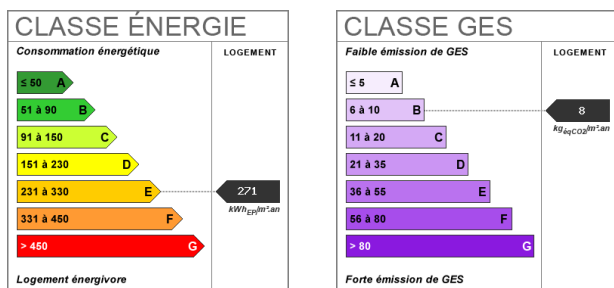 CLASSE ÉNERGIE
Consommation énergétique
LOGEMENT
≤ 50 A
51 à 90 B
91 à 150 C
151 à 230 D
231 à 330 E
271
kWhEP/m².an
331 à 450 F
> 450 G
Logement énergivore
CLASSE GES
Faible émission de GES
LOGEMENT
≤ 5 A
6 à 10 B
8
kgéqCO2/m².an
11 à 20 C
21 à 35 D
36 à 55 E
56 à 80 F
> 80 G
Forte émission de GES